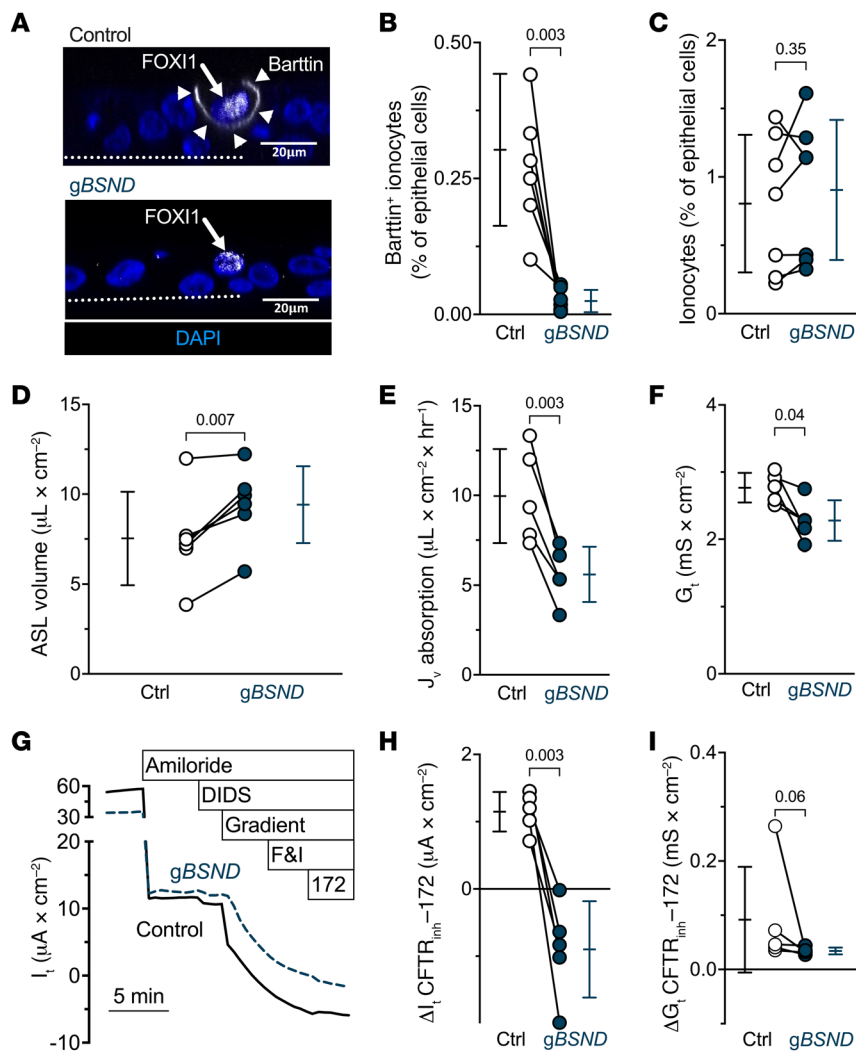 A
Control
FOXI1
Barttin
20μm
gBSND
FOXI1
20μm
DAPI
B
0.003
0.50
0.25
0.00
Barttin⁺ ionocytes
(% of epithelial cells)
Ctrl gBSND
C
0.35
2
1
0
Ionocytes (% of epithelial cells)
Ctrl gBSND
D
0.007
15
10
5
0
ASL volume (μL × cm⁻²)
Ctrl gBSND
E
0.003
15
10
5
0
Jᵥ absorption (μL × cm⁻² × hr⁻¹)
Ctrl gBSND
F
0.04
4
2
0
Gₜ (mS × cm⁻²)
Ctrl gBSND
G
Amiloride
DIDS
Gradient
F&I
172
60
30
20
10
0
-10
Iₜ (μA × cm⁻²)
gBSND
Control
5 min
H
0.003
2
0
ΔIₜ CFTRᵢₙₕ–172 (μA × cm⁻²)
Ctrl gBSND
I
0.06
0.4
0.2
0.0
ΔGₜ CFTRᵢₙₕ–172 (mS × cm⁻²)
Ctrl gBSND